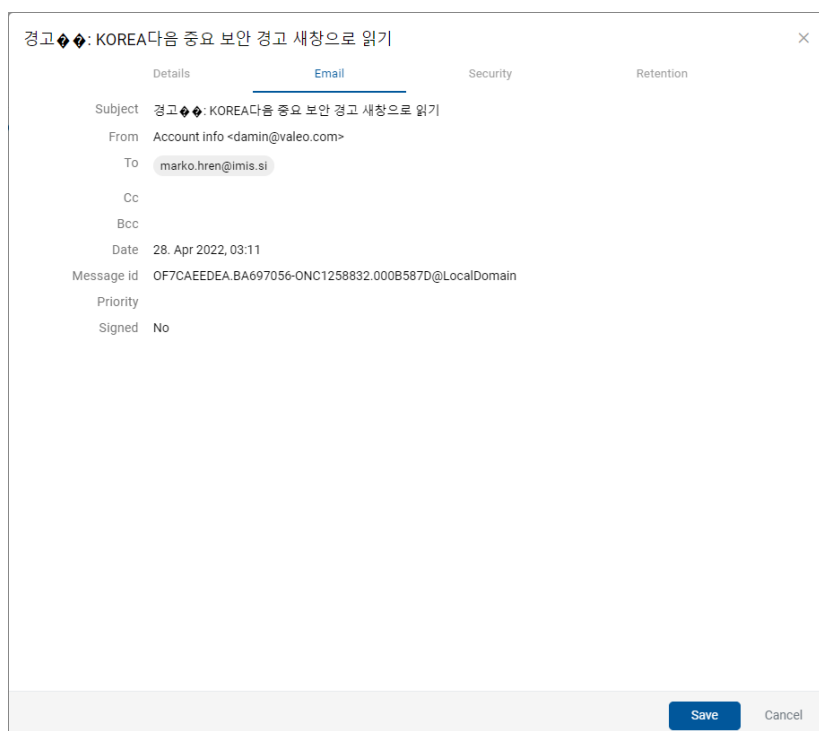 경고��: KOREA다음 중요 보안 경고 새창으로 읽기
Details Email Security Retention
Subject 경고��: KOREA다음 중요 보안 경고 새창으로 읽기
From Account info <damin@valeo.com>
To marko.hren@imis.si
Cc
Bcc
Date 28. Apr 2022, 03:11
Message id OF7CAEEDEA.BA697056-ONC1258832.000B587D@LocalDomain
Priority
Signed No
Save Cancel